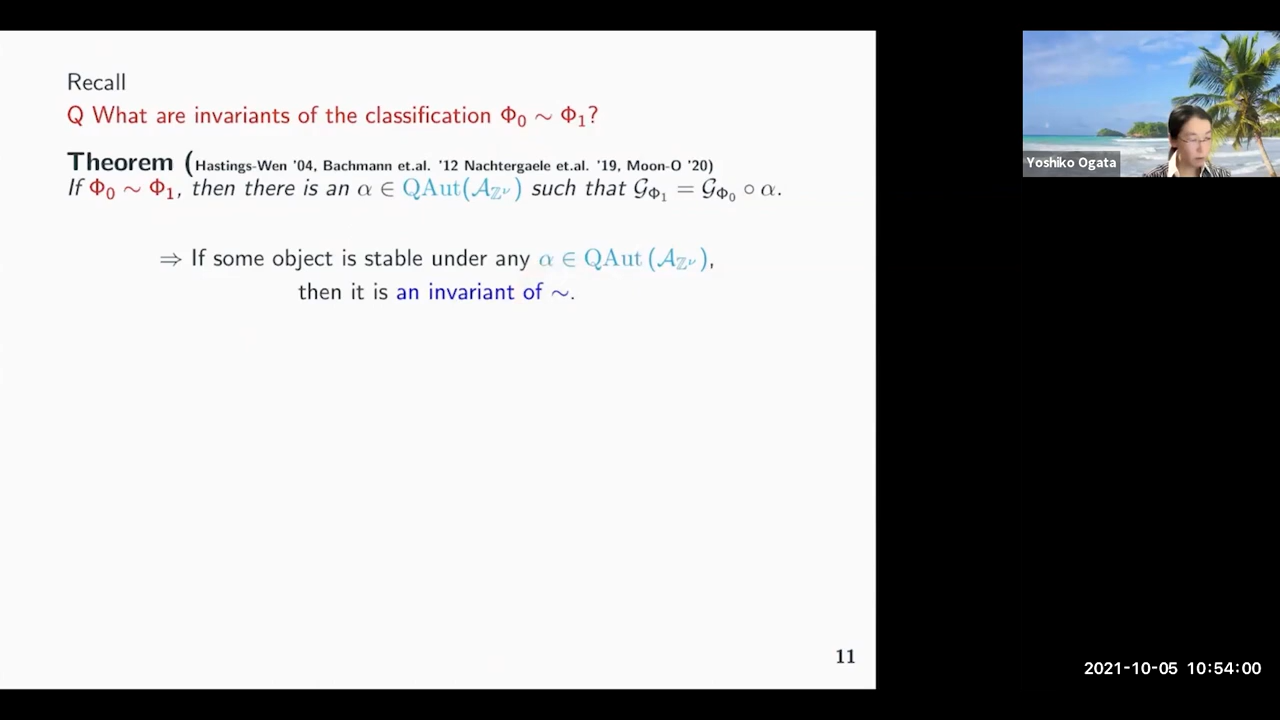 Recall
Q What are invariants of the classification Φ₀ ∼ Φ₁?
Theorem (Hastings-Wen '04, Bachmann et.al. '12 Nachtergaele et.al. '19, Moon-O '20)
If Φ₀ ∼ Φ₁, then there is an α ∈ QAut(𝒜_{ℤ^ν}) such that 𝒢_{Φ₁} = 𝒢_{Φ₀} ∘ α.
⇒ If some object is stable under any α ∈ QAut (𝒜_{ℤ^ν}),
then it is an invariant of ∼.
11
Yoshiko Ogata
2021-10-05 10:54:00